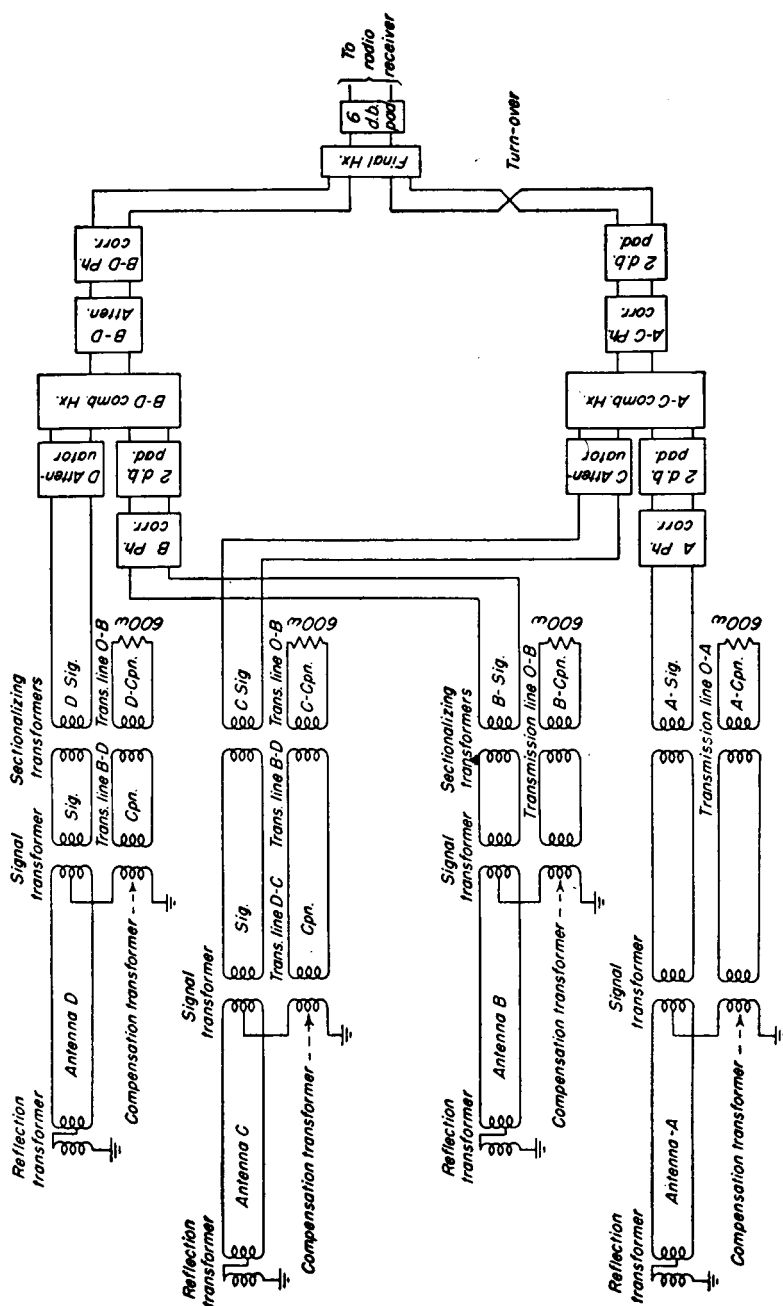 To
radio
receiver
6
d.b.
pad
Final Hx.
Turn-over
B-D Ph.
corr.
B-D
Atten.
B-D comb. Hx.
D Atten-
uator
2 d.b.
pad.
B Ph.
corr.
2 d.b.
pad.
A-C Ph.
corr.
A-C comb. Hx.
C Atten-
uator
2 d.b.
pad.
A Ph.
corr.
Reflection
transformer
Antenna D
Signal
transformer
Compensation transformer
Sectionalizing
transformers
Sig.
Trans. line B-D
Cpn.
D Sig.
Trans. line O-B
D-Cpn.
600ω
Reflection
transformer
Antenna C
Signal
transformer
Compensation transformer
Sig.
Trans. line D-C
Cpn.
Trans. line B-D
C Sig
Trans. line O-B
C-Cpn.
600ω
Reflection
transformer
Antenna B
Signal
transformer
Compensation transformer
Sectionalizing
transformers
B- Sig.
Transmission line O-B
B-Cpn.
600ω
Reflection
transformer
Antenna-A
Signal
transformer
Compensation transformer
A- Sig.
Transmission line O-A
A-Cpn.
600ω